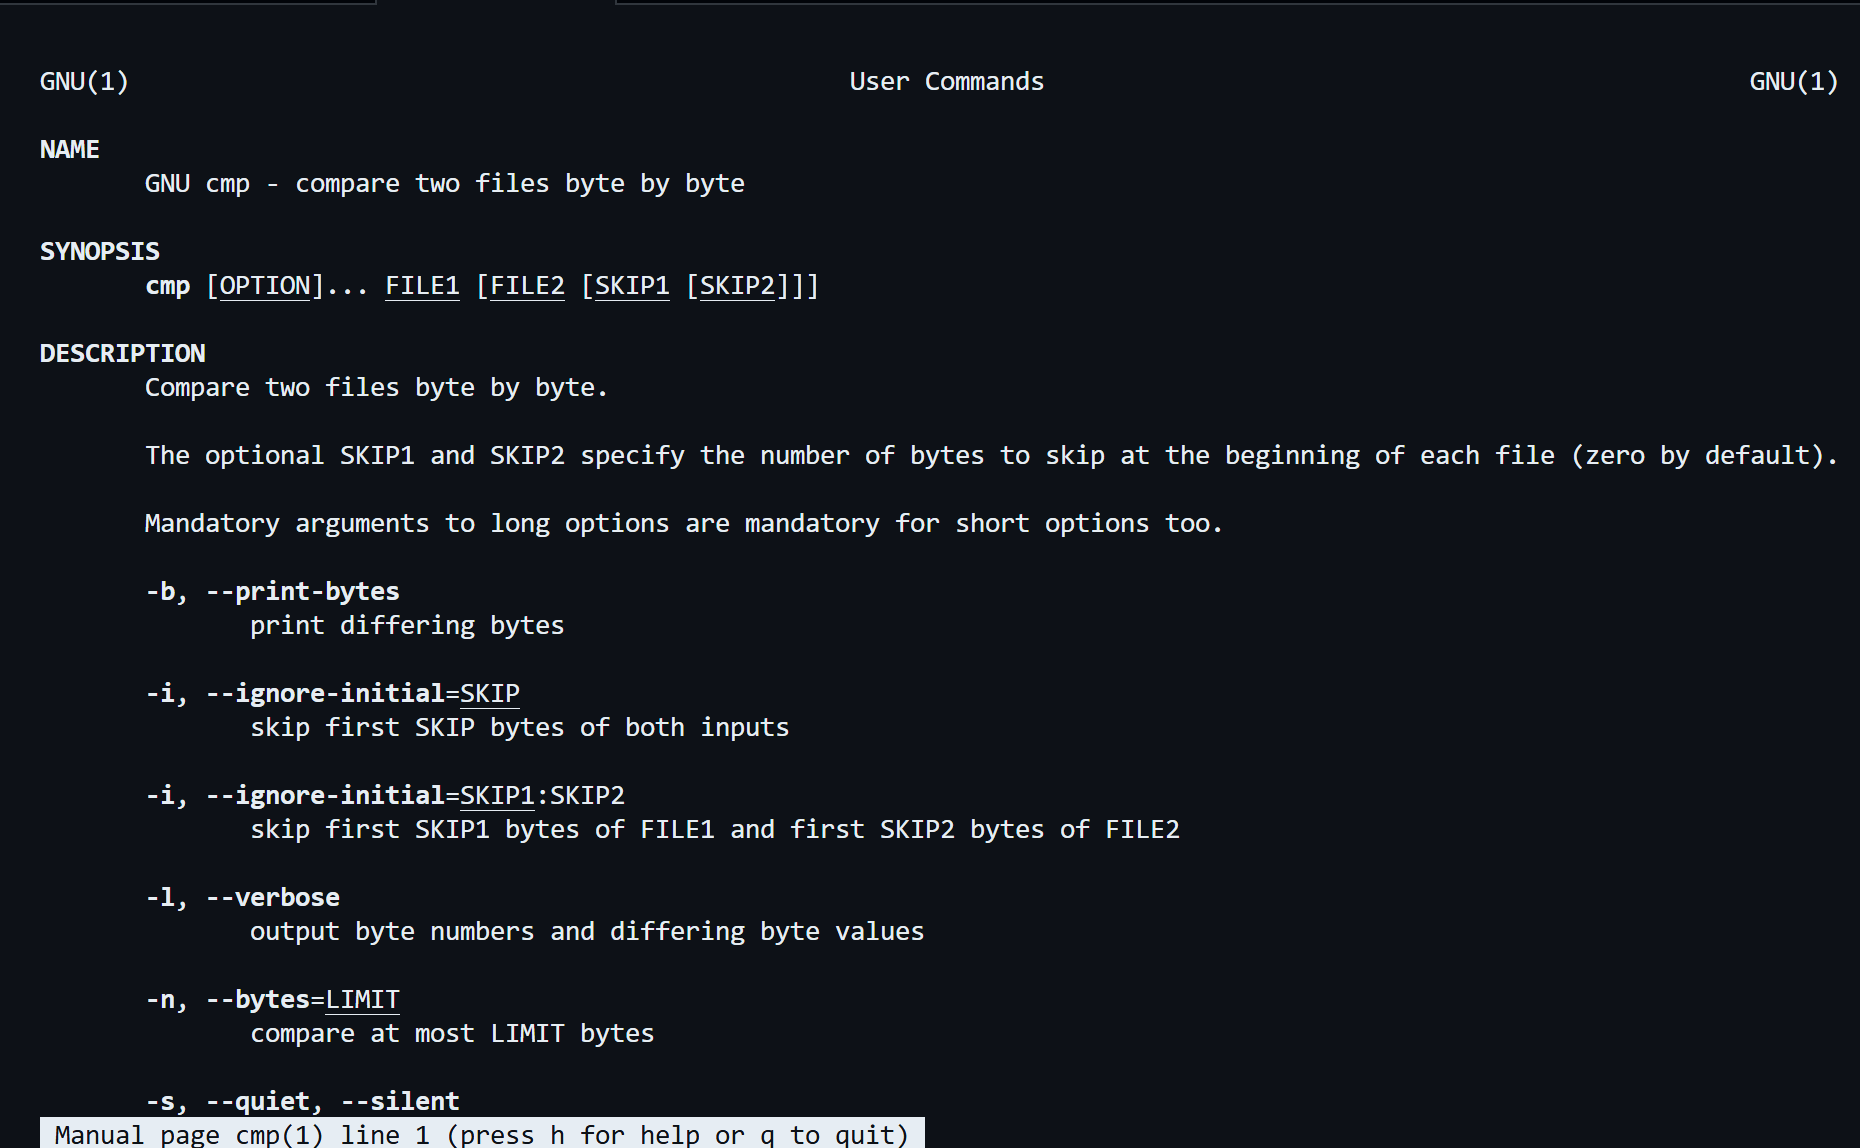 GNU(1) User Commands GNU(1)
NAME
GNU cmp - compare two files byte by byte
SYNOPSIS
cmp [OPTION]... FILE1 [FILE2 [SKIP1 [SKIP2]]]
DESCRIPTION
Compare two files byte by byte.
The optional SKIP1 and SKIP2 specify the number of bytes to skip at the beginning of each file (zero by default).
Mandatory arguments to long options are mandatory for short options too.
-b, --print-bytes
print differing bytes
-i, --ignore-initial=SKIP
skip first SKIP bytes of both inputs
-i, --ignore-initial=SKIP1:SKIP2
skip first SKIP1 bytes of FILE1 and first SKIP2 bytes of FILE2
-l, --verbose
output byte numbers and differing byte values
-n, --bytes=LIMIT
compare at most LIMIT bytes
-s, --quiet, --silent
Manual page cmp(1) line 1 (press h for help or q to quit)